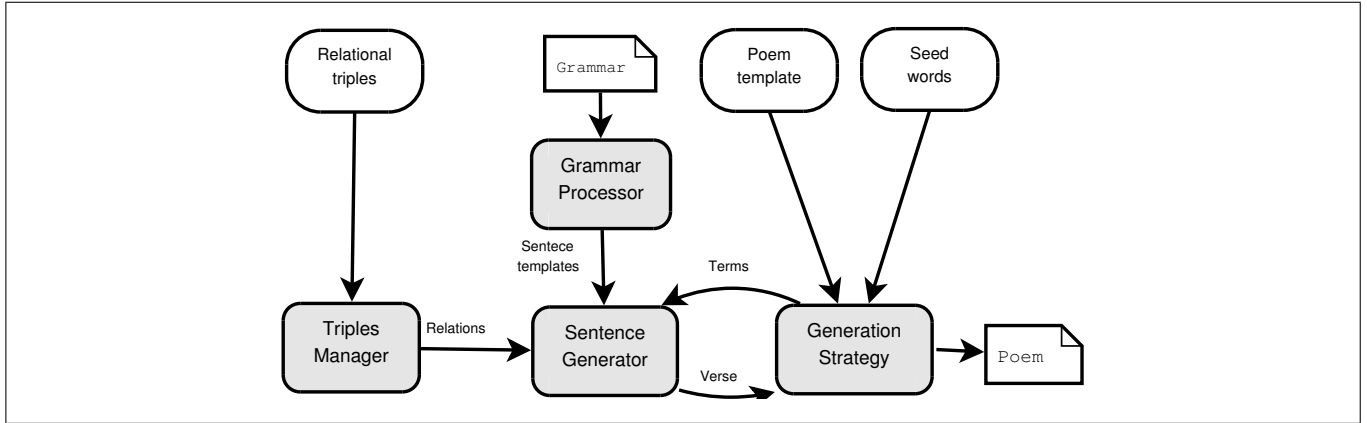 Relational
triples
Grammar
Poem
template
Seed
words
Grammar
Processor
Sentece
templates
Terms
Triples
Manager
Relations
Sentence
Generator
Generation
Strategy
Poem
Verse